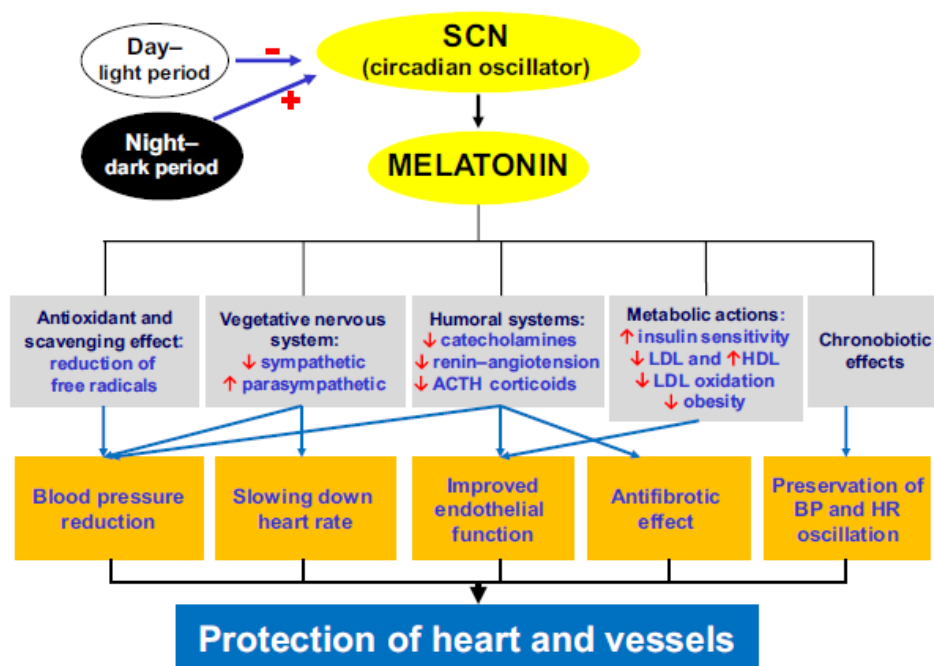 Day–
light period
-
SCN
(circadian oscillator)
+
Night–
dark period
MELATONIN
Antioxidant and
scavenging effect:
reduction of
free radicals
Vegetative nervous
system:
↓ sympathetic
↑ parasympathetic
Humoral systems:
↓ catecholamines
↓ renin–angiotension
↓ ACTH corticoids
Metabolic actions:
↑ insulin sensitivity
↓ LDL and ↑HDL
↓ LDL oxidation
↓ obesity
Chronobiotic
effects
Blood pressure
reduction
Slowing down
heart rate
Improved
endothelial
function
Antifibrotic
effect
Preservation of
BP and HR
oscillation
Protection of heart and vessels